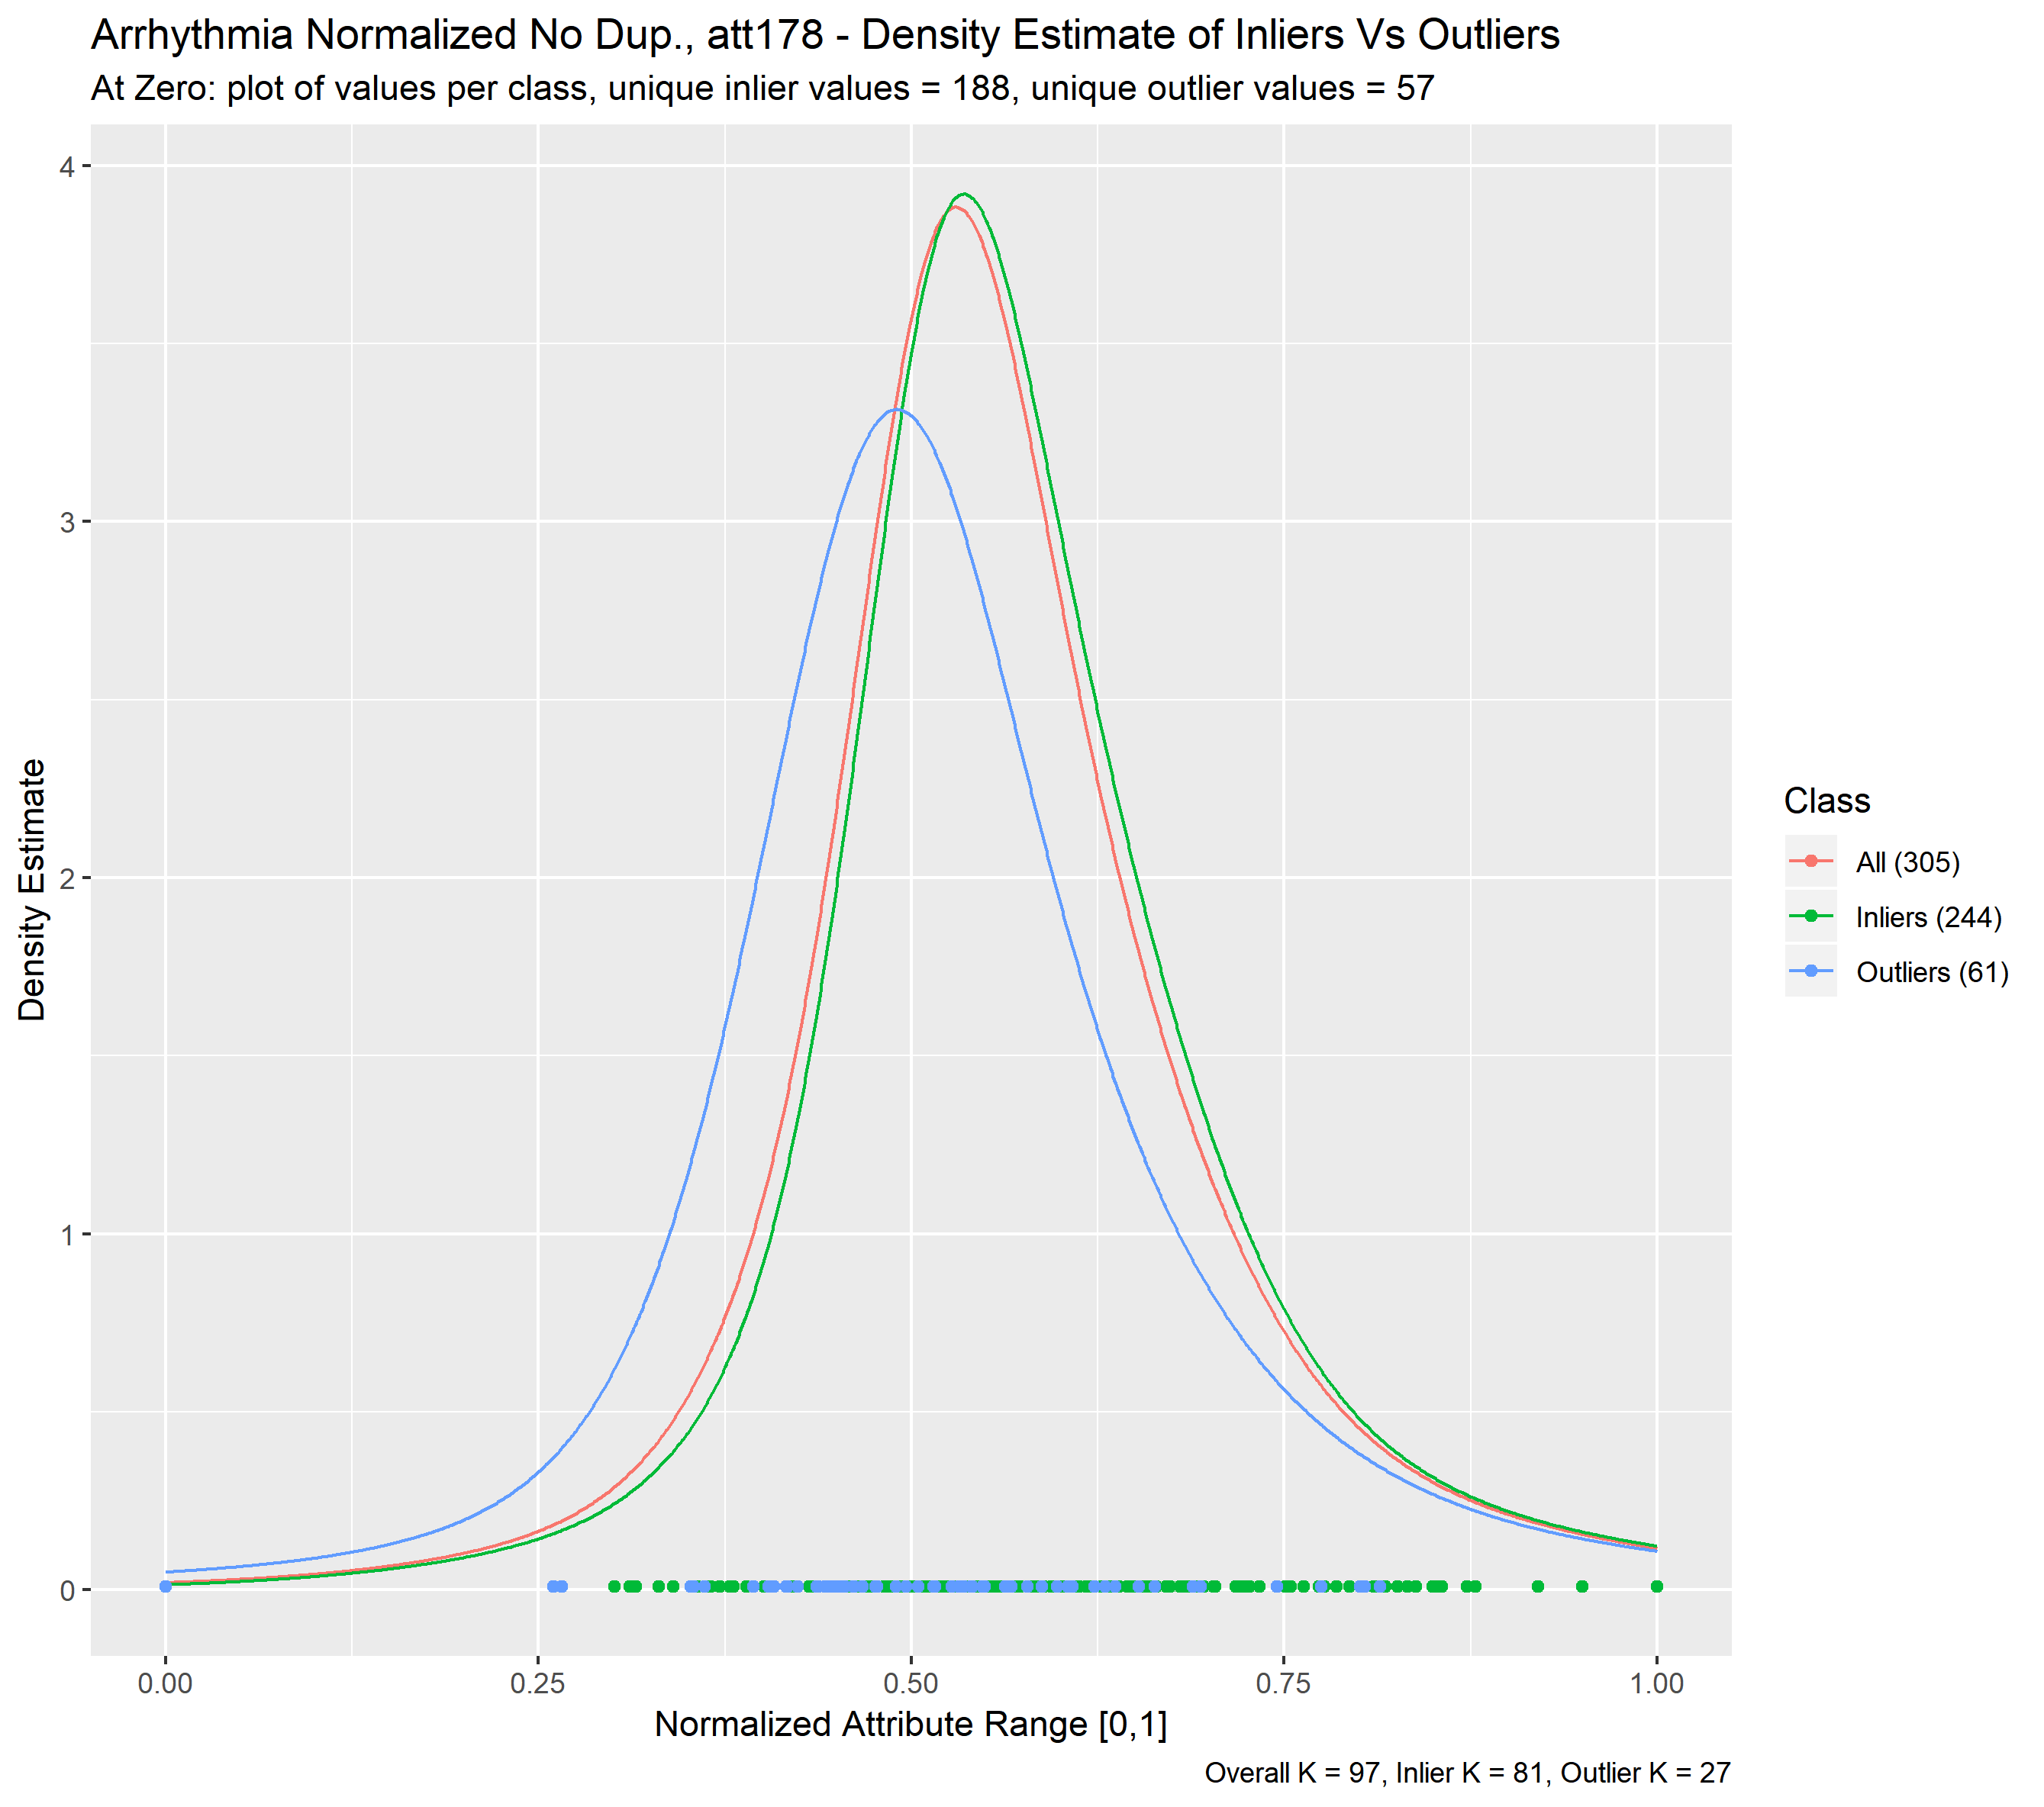 Arrhythmia Normalized No Dup., att178 - Density Estimate of Inliers Vs Outliers
At Zero: plot of values per class, unique inlier values = 188, unique outlier values = 57
4
3
2
1
0
Density Estimate
0.00 0.25 0.50 0.75 1.00
Normalized Attribute Range [0,1]
Class
All (305)
Inliers (244)
Outliers (61)
Overall K = 97, Inlier K = 81, Outlier K = 27